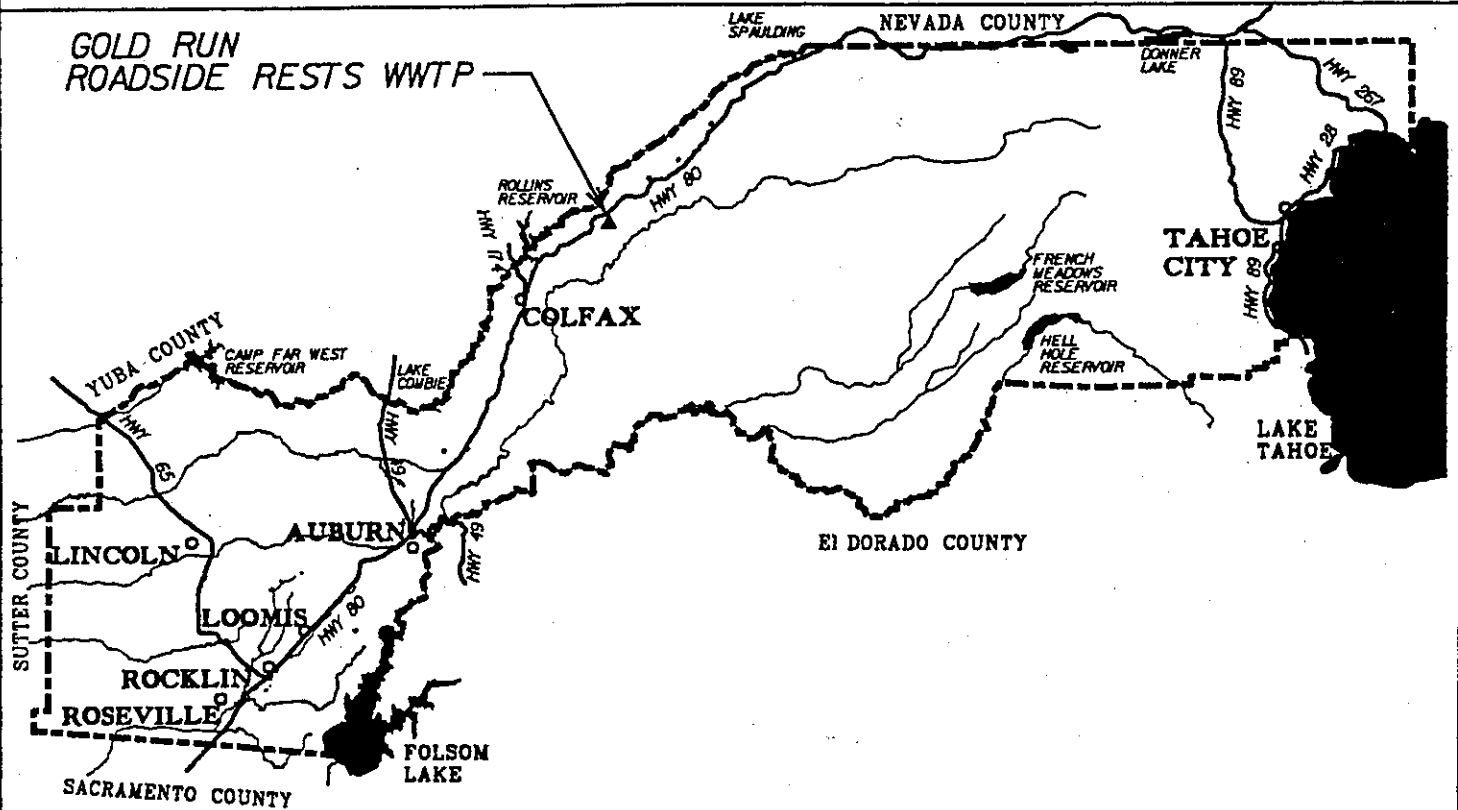 GOLD RUN
ROADSIDE RESTS WWTP
LAKE
SPAULDING
NEVADA COUNTY
DONNER
LAKE
HWY 89
HWY 267
HWY 28
ROLLINS
RESERVOIR
HWY 80
HWY 174
TAHOE
CITY
HWY 89
FRENCH
MEADOWS
RESERVOIR
COLFAX
YUBA COUNTY
CAMP FAR WEST
RESERVOIR
LAKE
COMBIE
HELL
HOLE
RESERVOIR
HWY
65
HWY
49
LAKE
TAHOE
SUTTER COUNTY
AUBURN
HWY 49
El DORADO COUNTY
LINCOLN
LOOMIS
HWY 80
ROCKLIN
ROSEVILLE
FOLSOM
LAKE
SACRAMENTO COUNTY